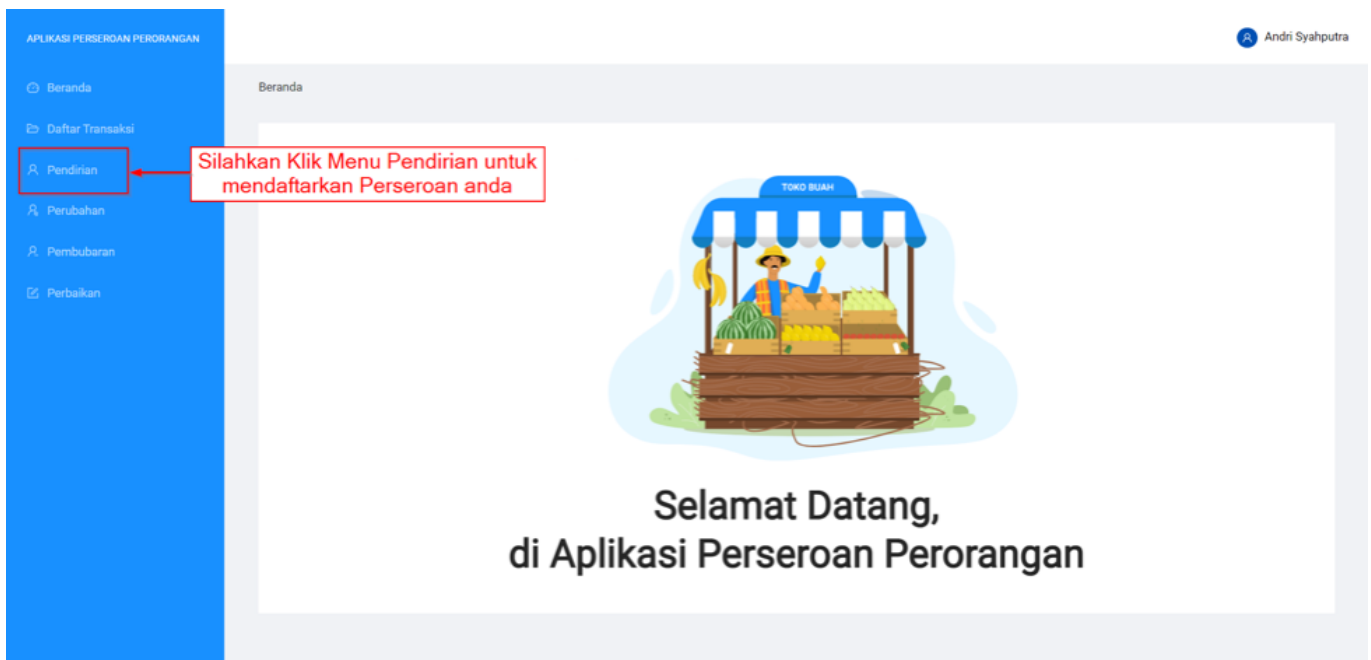 APLIKASI PERSEROAN PERORANGAN
Andri Syahputra
Beranda
Daftar Transaksi
Pendirian
Perubahan
Pembubaran
Perbaikan
Beranda
Silahkan Klik Menu Pendirian untuk
mendaftarkan Perseroan anda
TOKO BUAH
Selamat Datang,
di Aplikasi Perseroan Perorangan